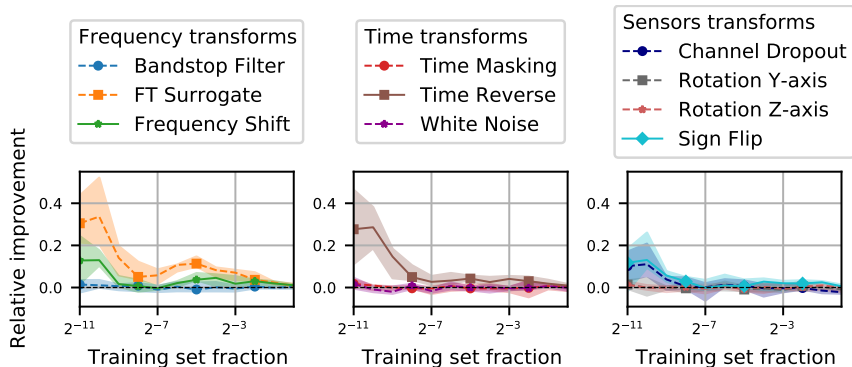 Frequency transforms
Bandstop Filter
FT Surrogate
Frequency Shift
Time transforms
Time Masking
Time Reverse
White Noise
Sensors transforms
Channel Dropout
Rotation Y-axis
Rotation Z-axis
Sign Flip
Relative improvement
0.4
0.2
0.0
2⁻¹¹
2⁻⁷
2⁻³
Training set fraction
0.4
0.2
0.0
2⁻¹¹
2⁻⁷
2⁻³
Training set fraction
0.4
0.2
0.0
2⁻¹¹
2⁻⁷
2⁻³
Training set fraction